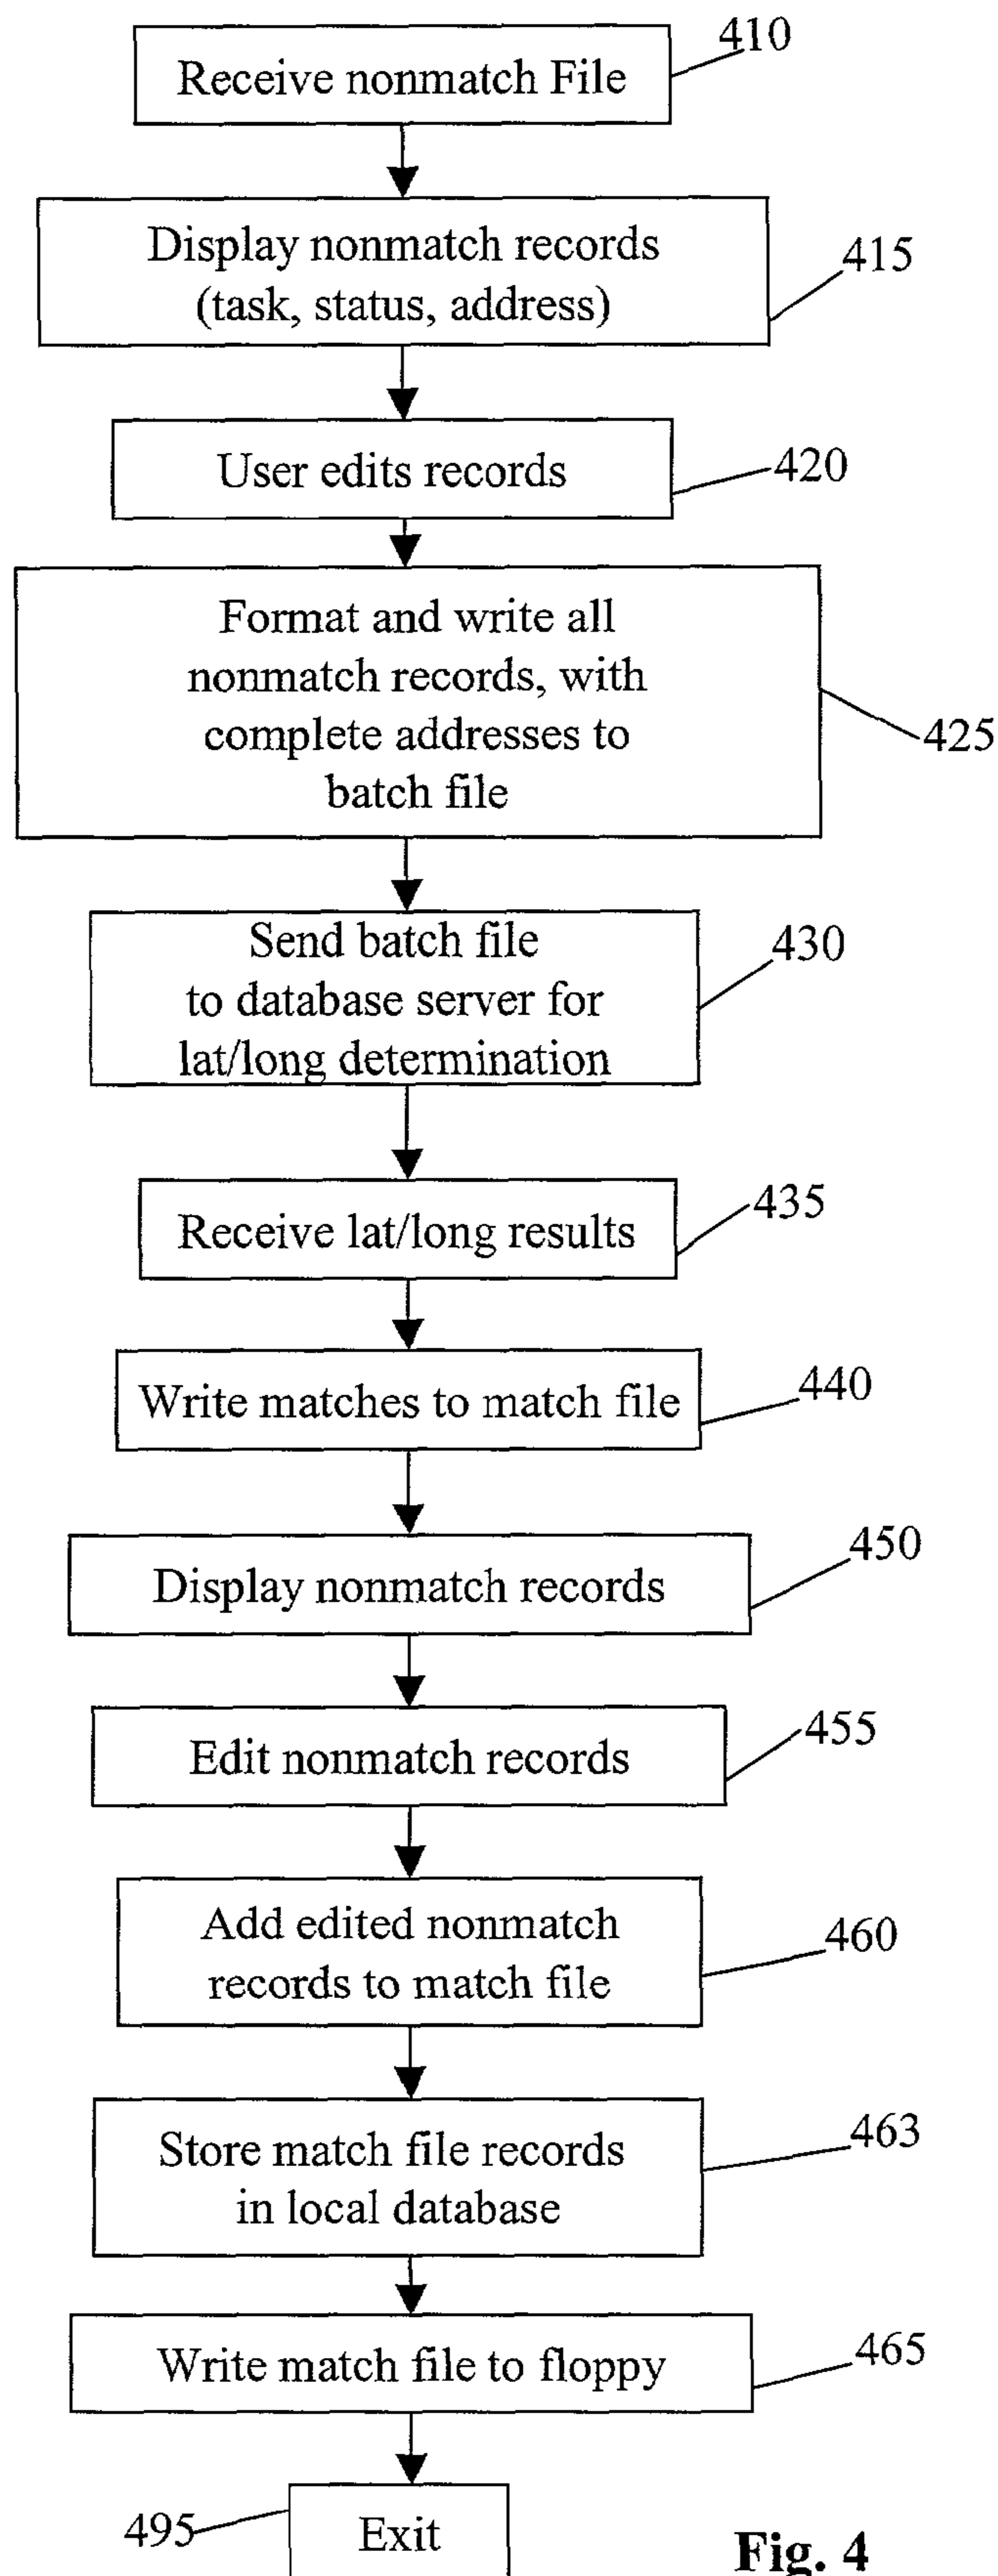 410
Receive nonmatch File
Display nonmatch records
(task, status, address)
415
User edits records
420
Format and write all
nonmatch records, with
complete addresses to
batch file
425
Send batch file
to database server for
lat/long determination
430
Receive lat/long results
435
Write matches to match file
440
Display nonmatch records
450
Edit nonmatch records
455
Add edited nonmatch
records to match file
460
Store match file records
in local database
463
Write match file to floppy
465
495
Exit
Fig. 4